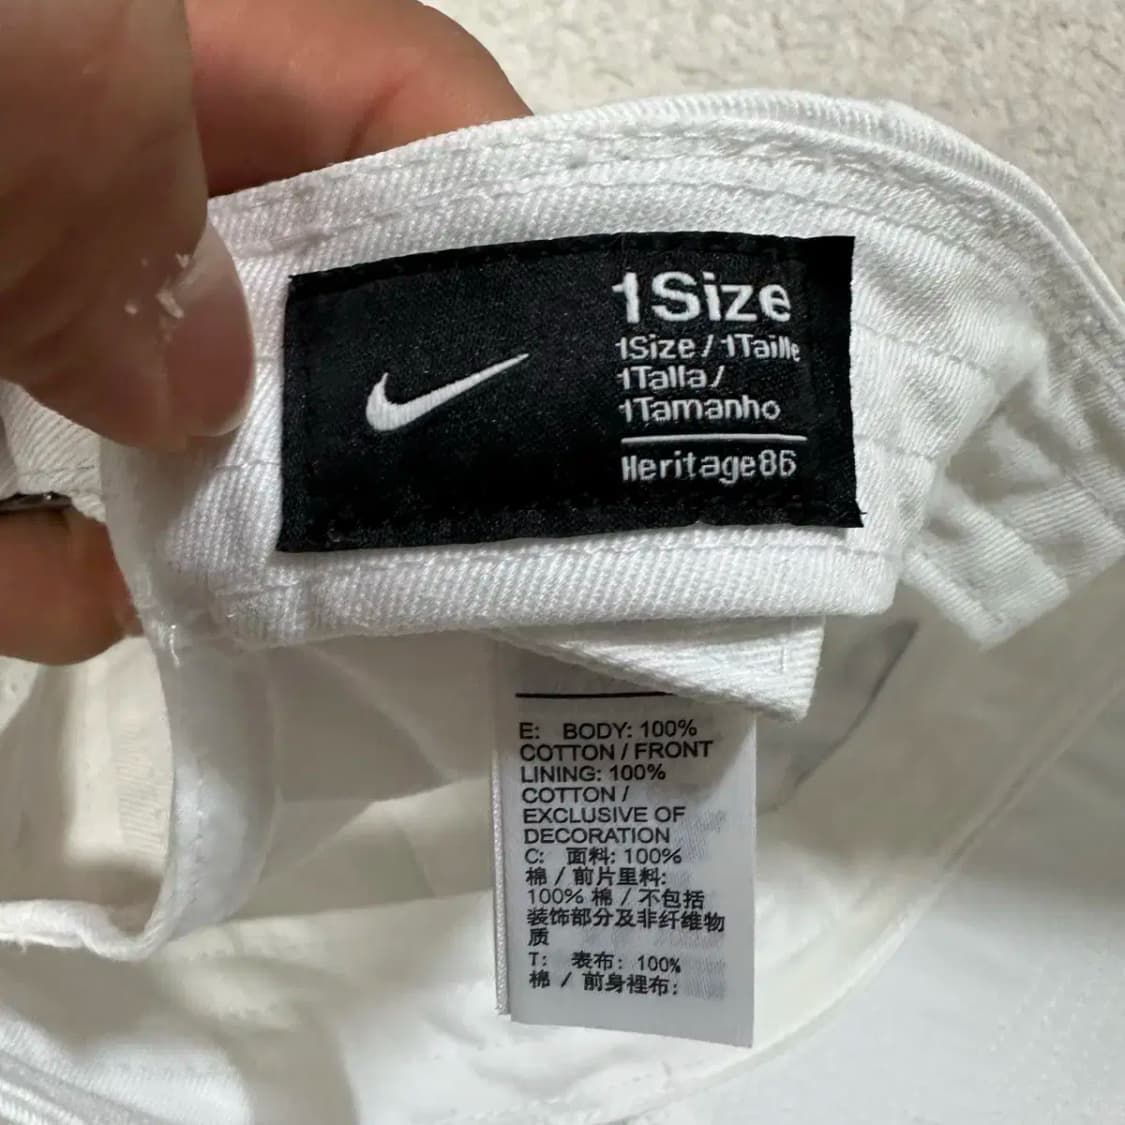 1Size
1Size / 1Taille
1Talla /
1Tamanho
Heritage86
E: BODY: 100%
COTTON / FRONT
LINING: 100%
COTTON /
EXCLUSIVE OF
DECORATION
C: 面料: 100%
棉 / 前片里料:
100% 棉 / 不包括
装饰部分及非纤维物
质
T: 表布: 100%
棉 / 前身裡布: